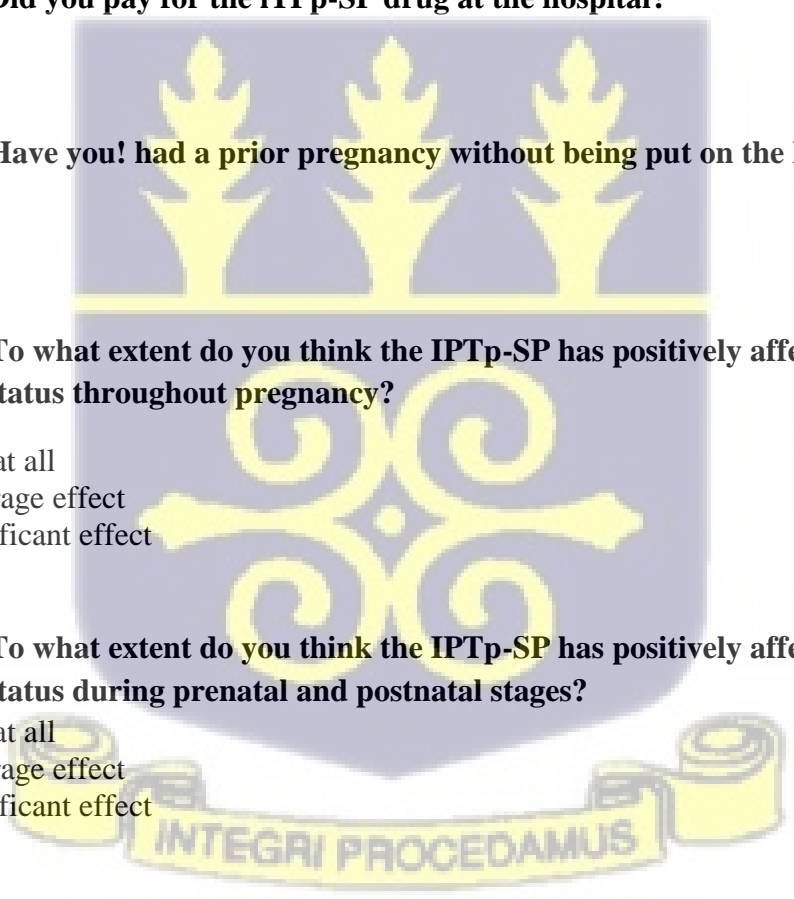 Did you pay for the IPTp-SP drug at the hospital?
Have you! had a prior pregnancy without being put on the
To what extent do you think the IPTp-SP has positively affe
tatus throughout pregnancy?
at all
rage effect
ficant effect
To what extent do you think the IPTp-SP has positively affe
tatus during prenatal and postnatal stages?
at all
rage effect
ficant effect
INTEGRI PROCEDAMUS